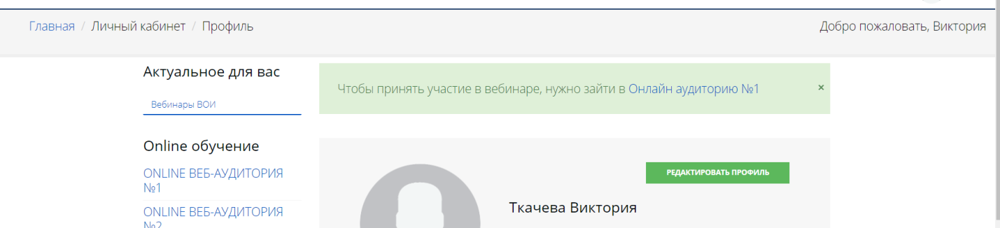 Главная / Личный кабинет / Профиль
Добро пожаловать, Виктория
Актуальное для вас
Вебинары ВОИ
Чтобы принять участие в вебинаре, нужно зайти в Онлайн аудиторию №1 ×
Online обучение
ONLINE ВЕБ-АУДИТОРИЯ
№1
ONLINE ВЕБ-АУДИТОРИЯ
№2
РЕДАКТИРОВАТЬ ПРОФИЛЬ
Ткачева Виктория